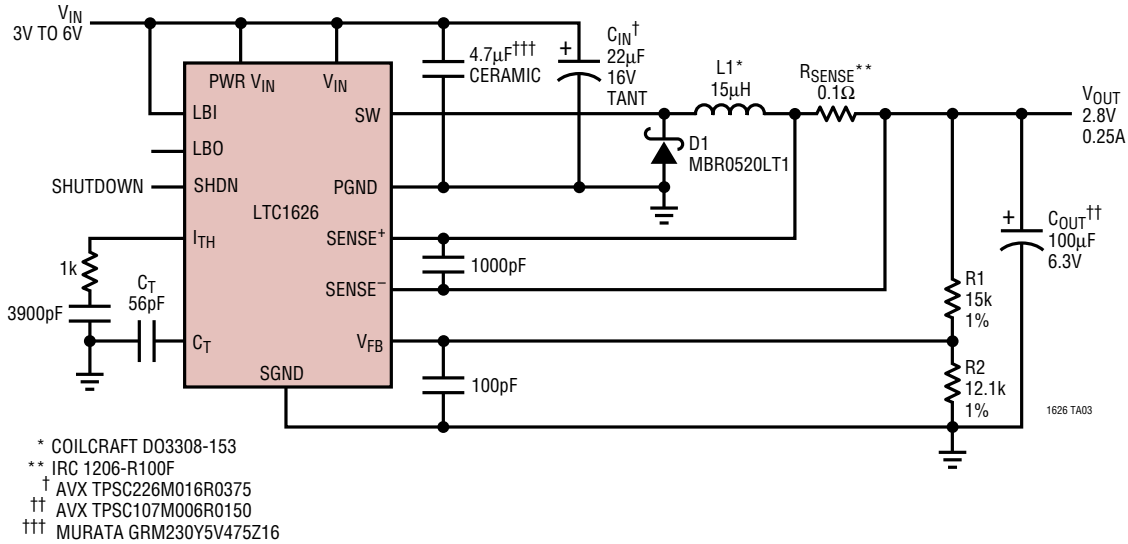 VIN
3V TO 6V
PWR VIN
VIN
LBI
LBO
SHUTDOWN
SHDN
LTC1626
ITH
1k
3900pF
CT
56pF
CT
SGND
SW
PGND
SENSE+
SENSE–
VFB
4.7µF†††
CERAMIC
+
CIN†
22µF
16V
TANT
L1*
15µH
RSENSE**
0.1Ω
D1
MBR0520LT1
1000pF
100pF
VOUT
2.8V
0.25A
+
COUT††
100µF
6.3V
R1
15k
1%
R2
12.1k
1%
1626 TA03
* COILCRAFT DO3308-153
** IRC 1206-R100F
† AVX TPSC226M016R0375
†† AVX TPSC107M006R0150
††† MURATA GRM230Y5V475Z16